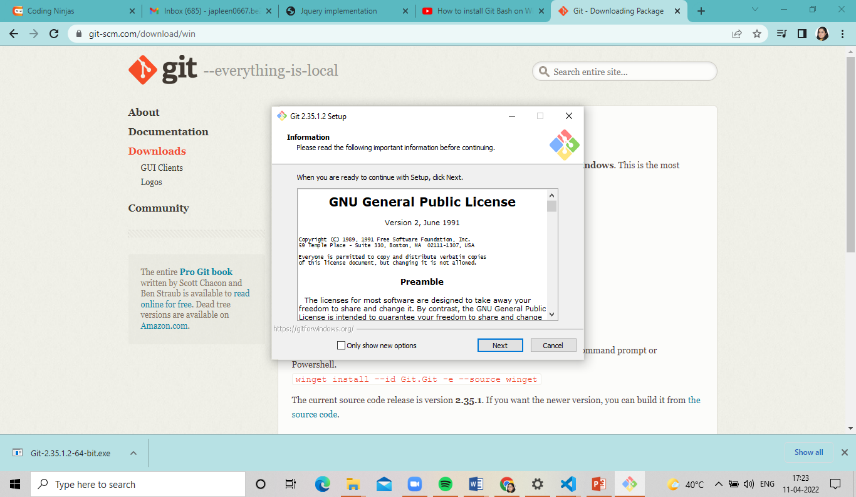 Coding Ninjas
Inbox (685) - japleen0667.be
Jquery implementation
How to install Git Bash on W
Git - Downloading Package
git-scm.com/download/win
git --everything-is-local
Search entire site...
About
Documentation
Downloads
GUI Clients
Logos
Community
The entire Pro Git book
written by Scott Chacon and
Ben Straub is available to read
online for free. Dead tree
versions are available on
Amazon.com.
Git 2.35.1.2 Setup
Information
Please read the following important information before continuing.
When you are ready to continue with Setup, click Next.
GNU General Public License
Version 2, June 1991
Copyright (C) 1989, 1991 Free Software Foundation, Inc.
59 Temple Place - Suite 330, Boston, MA 02111-1307, USA
Everyone is permitted to copy and distribute verbatim copies
of this license document, but changing it is not allowed.
Preamble
The licenses for most software are designed to take away your
freedom to share and change it. By contrast, the GNU General Public
License is intended to guarantee your freedom to share and change
https://gitforwindows.org/
Only show new options
Next
Cancel
ndows. This is the most
ommand prompt or
Powershell.
winget install --id Git.Git -e --source winget
The current source code release is version 2.35.1. If you want the newer version, you can build it from the
source code.
Git-2.35.1.2-64-bit.exe
Show all
Type here to search
40°C
ENG
17:23
11-04-2022